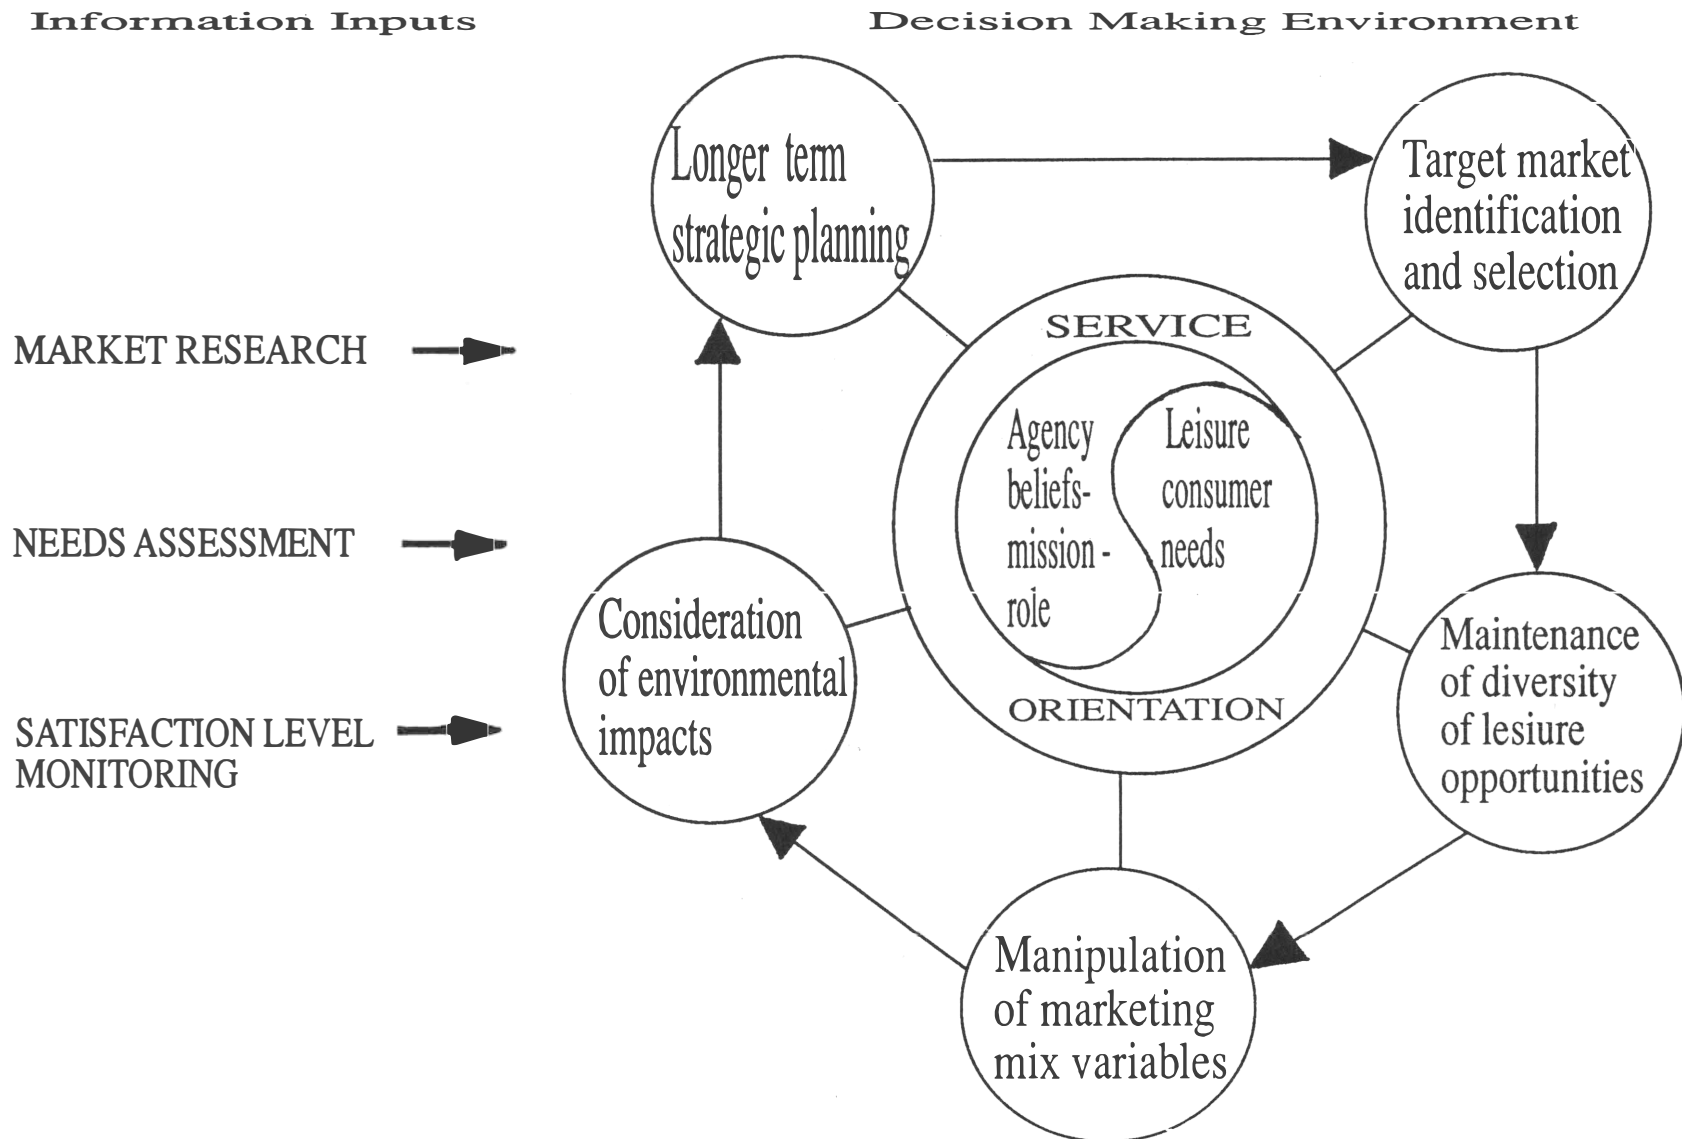 Information Inputs
Decision Making Environment
Longer term
strategic planning
Target market
identification
and selection
MARKET RESEARCH
NEEDS ASSESSMENT
SATISFACTION LEVEL
MONITORING
SERVICE
Agency
beliefs-
mission -
role
Leisure
consumer
needs
ORIENTATION
Consideration
of environmental
impacts
Maintenance
of diversity
of lesiure
opportunities
Manipulation
of marketing
mix variables